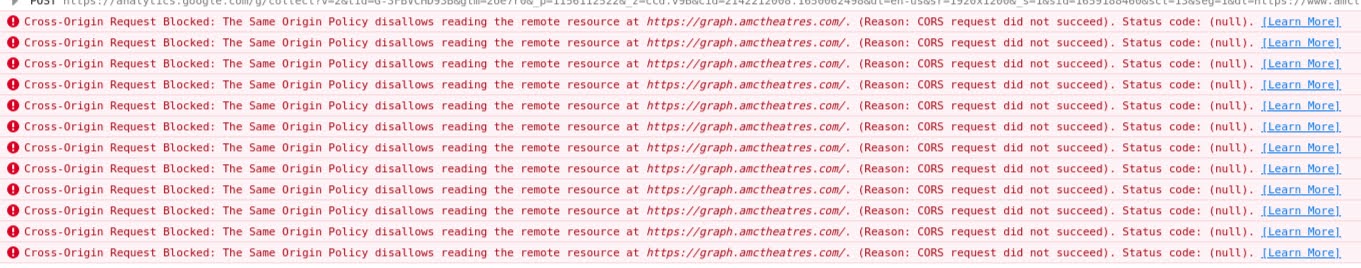 POST https://analytics.google.com/g/collect?v=2&tid=G-
Cross-Origin Request Blocked: The Same Origin Policy disallows reading the remote resource at https://graph.amctheatres.com/. (Reason: CORS request did not succeed). Status code: (null). [Learn More]
Cross-Origin Request Blocked: The Same Origin Policy disallows reading the remote resource at https://graph.amctheatres.com/. (Reason: CORS request did not succeed). Status code: (null). [Learn More]
Cross-Origin Request Blocked: The Same Origin Policy disallows reading the remote resource at https://graph.amctheatres.com/. (Reason: CORS request did not succeed). Status code: (null). [Learn More]
Cross-Origin Request Blocked: The Same Origin Policy disallows reading the remote resource at https://graph.amctheatres.com/. (Reason: CORS request did not succeed). Status code: (null). [Learn More]
Cross-Origin Request Blocked: The Same Origin Policy disallows reading the remote resource at https://graph.amctheatres.com/. (Reason: CORS request did not succeed). Status code: (null). [Learn More]
Cross-Origin Request Blocked: The Same Origin Policy disallows reading the remote resource at https://graph.amctheatres.com/. (Reason: CORS request did not succeed). Status code: (null). [Learn More]
Cross-Origin Request Blocked: The Same Origin Policy disallows reading the remote resource at https://graph.amctheatres.com/. (Reason: CORS request did not succeed). Status code: (null). [Learn More]
Cross-Origin Request Blocked: The Same Origin Policy disallows reading the remote resource at https://graph.amctheatres.com/. (Reason: CORS request did not succeed). Status code: (null). [Learn More]
Cross-Origin Request Blocked: The Same Origin Policy disallows reading the remote resource at https://graph.amctheatres.com/. (Reason: CORS request did not succeed). Status code: (null). [Learn More]
Cross-Origin Request Blocked: The Same Origin Policy disallows reading the remote resource at https://graph.amctheatres.com/. (Reason: CORS request did not succeed). Status code: (null). [Learn More]
Cross-Origin Request Blocked: The Same Origin Policy disallows reading the remote resource at https://graph.amctheatres.com/. (Reason: CORS request did not succeed). Status code: (null). [Learn More]
Cross-Origin Request Blocked: The Same Origin Policy disallows reading the remote resource at https://graph.amctheatres.com/. (Reason: CORS request did not succeed). Status code: (null). [Learn More]